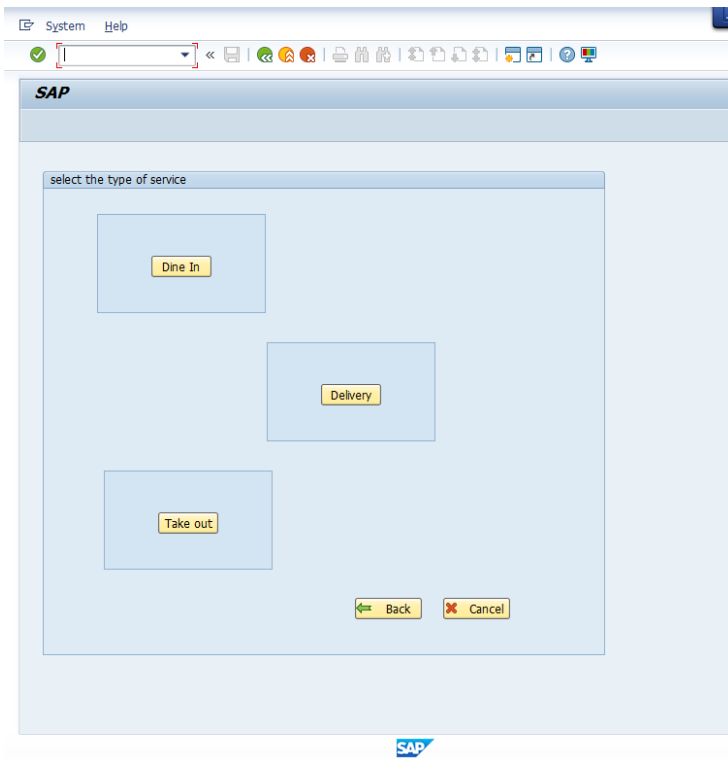 System Help
SAP
select the type of service
Dine In
Delivery
Take out
Back Cancel
SAP